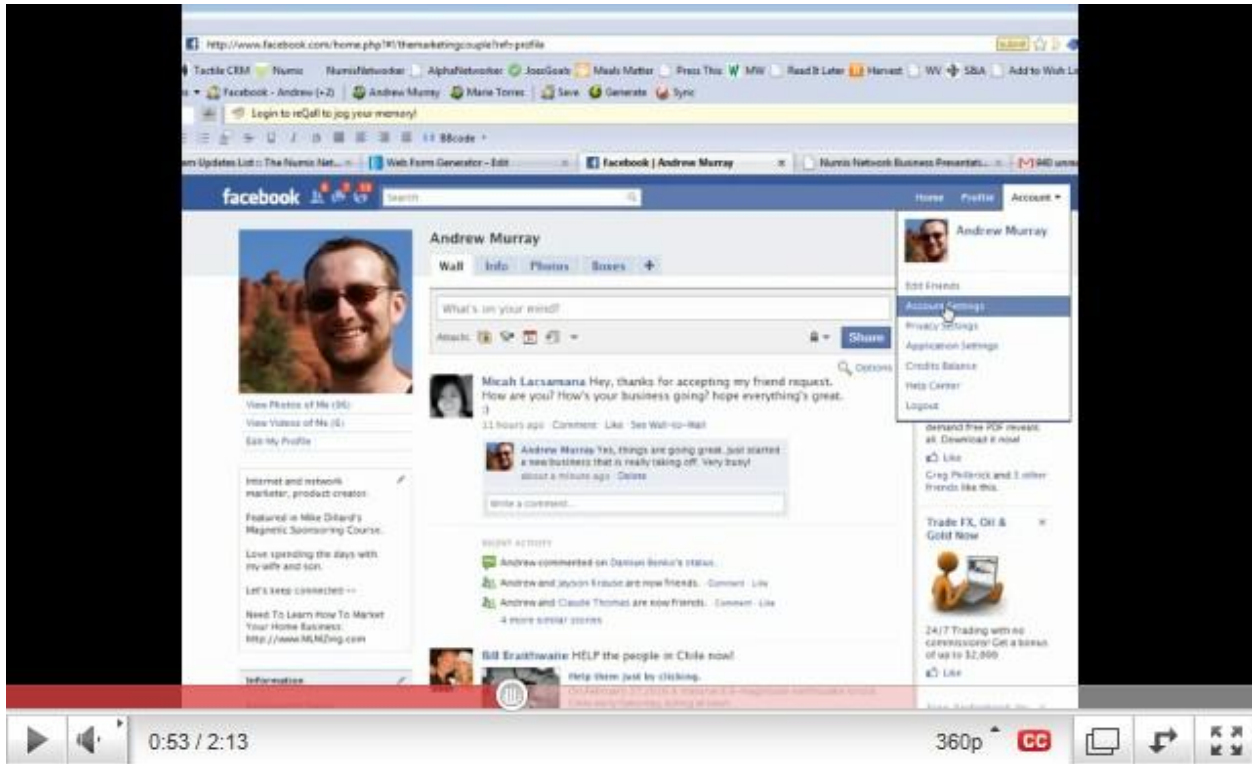 http://www.facebook.com/home.php?#!/themarketingcouple?ref=profile
Tactile CRM Numis NumisNetworker AlphaNetworker JossGoats Meals Matter Press This MW Read It Later Harvest WV S&A Add to Wish
Facebook - Andrew (+2) Andrew Murray Marie Torres Save Generate Sync
Login to reQall to jog your memory!
BBcode
Updates List :: The Numis Net... Web Form Generator - Edit Facebook | Andrew Murray Numis Network Business Presentati...
facebook Search Home Profile Account
Andrew Murray
Andrew Murray
Wall Info Photos Boxes +
Edit Friends
What's on your mind?
Account Settings
Privacy Settings
Attach: Share
Application Settings
Options
Credits Balance
Help Center
Logout
Micah Lacsamana Hey, thanks for accepting my friend request.
How are you? How's your business going? hope everything's great.
:)
11 hours ago · Comment · Like · See Wall-to-Wall
View Photos of Me (96)
View Videos of Me (6)
Edit My Profile
Andrew Murray Yes, things are going great, just started
a new business that is really taking off. Very busy!
about a minute ago · Delete
Write a comment...
demand free PDF reveals
all. Download it now!
Like
Greg Philbrick and 3 other
friends like this.
Internet and network
marketer, product creator.
Featured in Mike Dillard's
Magnetic Sponsoring Course.
Love spending the days with
my wife and son.
Let's keep connected --
Need To Learn How To Market
Your Home Business:
http://www.MLMZing.com
RECENT ACTIVITY
Andrew commented on Damian status.
Andrew and Jayson Krause are now friends. · Comment · Like
Andrew and Claude Thomas are now friends. · Comment · Like
4 more similar stories
Trade FX, Oil &
Gold Now
24/7 Trading with no
commissions! Get a bonus
of up to
Like
Bill Braithwaite HELP the people in Chile now!
Help them just by clicking.
Information
0:53 / 2:13
360p
CC